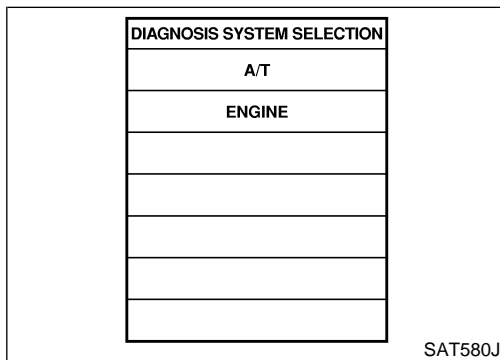 DIAGNOSIS SYSTEM SELECTION
A/T
ENGINE
SAT580J